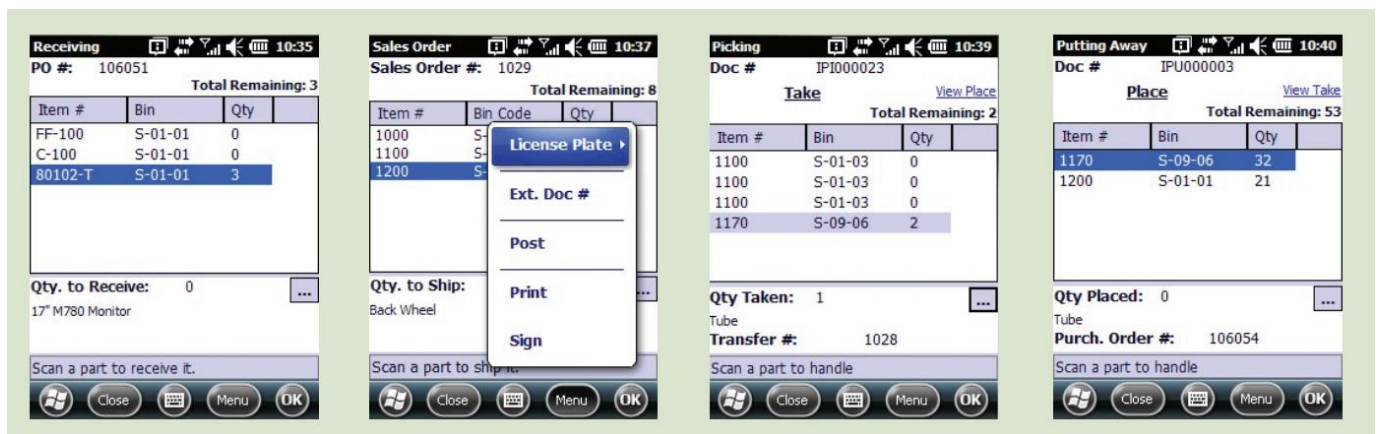 Receiving 10:35
PO #: 106051
Total Remaining: 3
Item # Bin Qty
FF-100 S-01-01 0
C-100 S-01-01 0
80102-T S-01-01 3
Qty. to Receive: 0 ...
17" M780 Monitor
Scan a part to receive it.
Close Menu OK
Sales Order 10:37
Sales Order #: 1029
Total Remaining: 8
Item # Bin Code Qty
1000 S-
1100 S-
1200 S-
License Plate
Ext. Doc #
Post
Print
Sign
Qty. to Ship: ...
Back Wheel
Scan a part to ship it.
Close Menu OK
Picking 10:39
Doc # IPI000023
Take View Place
Total Remaining: 2
Item # Bin Qty
1100 S-01-03 0
1100 S-01-03 0
1100 S-01-03 0
1170 S-09-06 2
Qty Taken: 1 ...
Tube
Transfer #: 1028
Scan a part to handle
Close Menu OK
Putting Away 10:40
Doc # IPU000003
Place View Take
Total Remaining: 53
Item # Bin Qty
1170 S-09-06 32
1200 S-01-01 21
Qty Placed: 0 ...
Tube
Purch. Order #: 106054
Scan a part to handle
Close Menu OK